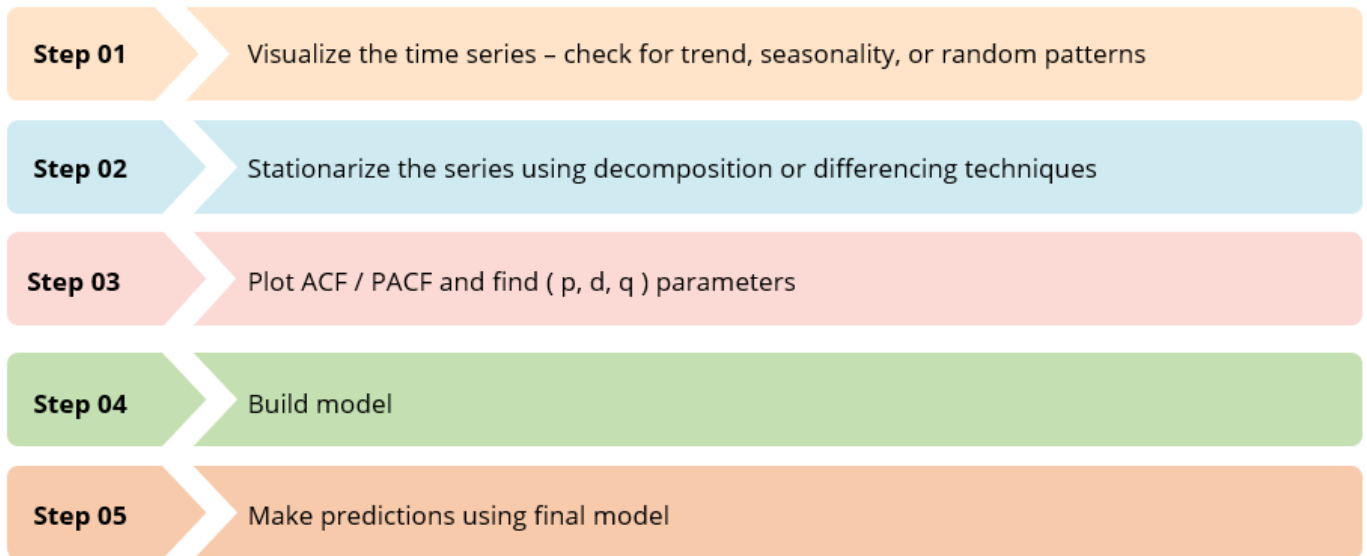 Step 01 Visualize the time series – check for trend, seasonality, or random patterns
Step 02 Stationarize the series using decomposition or differencing techniques
Step 03 Plot ACF / PACF and find ( p, d, q ) parameters
Step 04 Build model
Step 05 Make predictions using final model